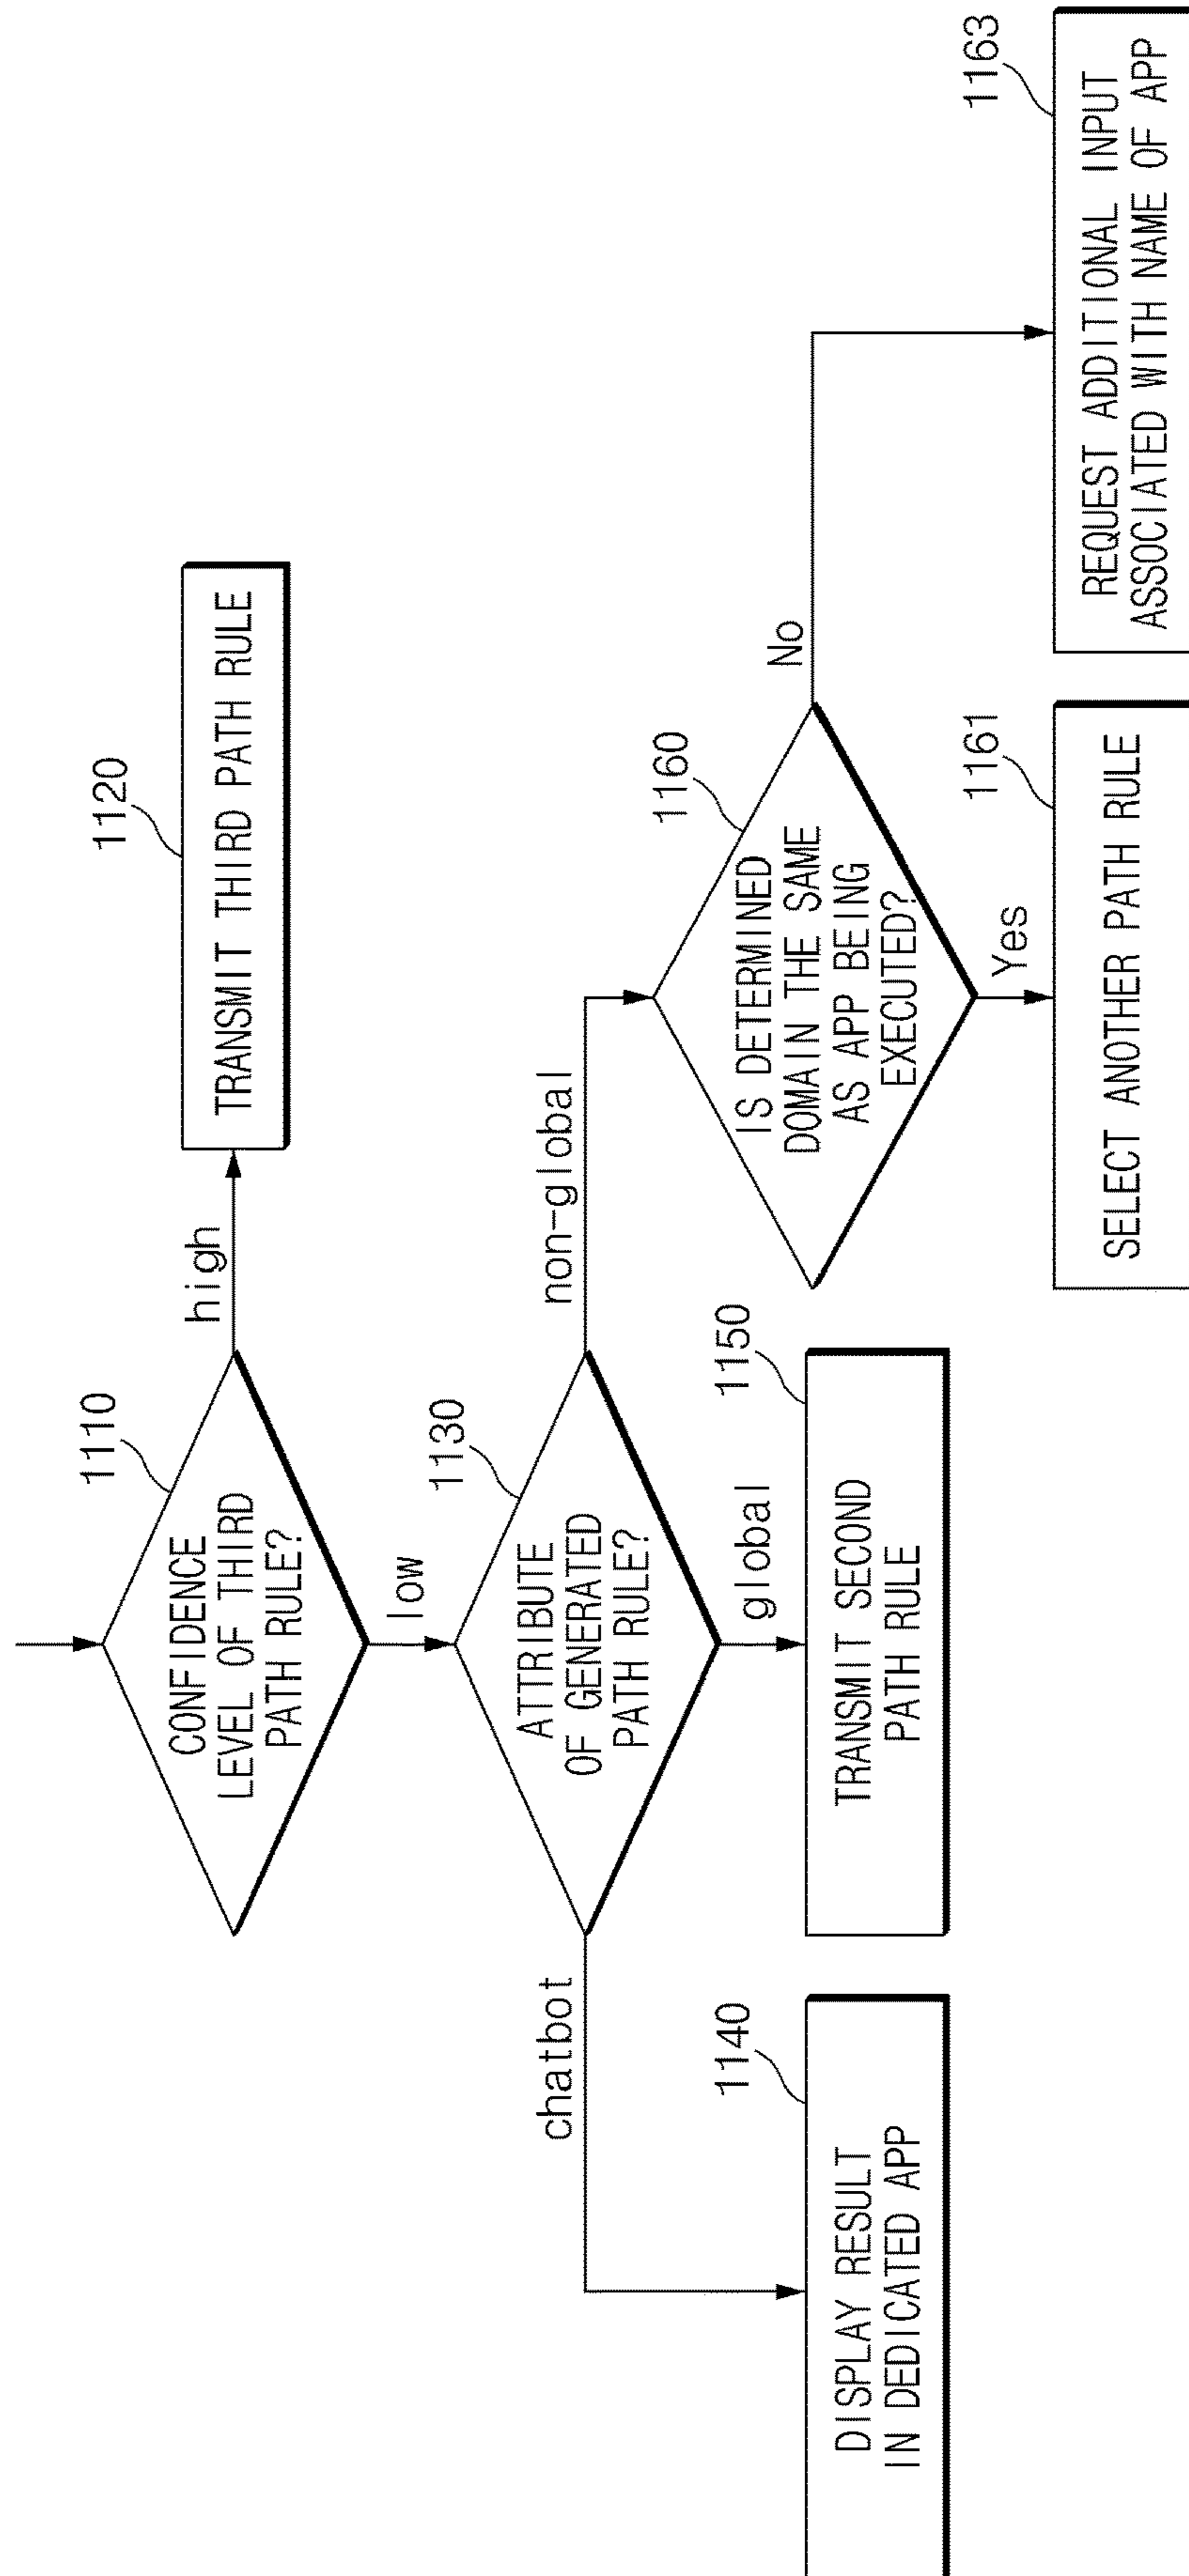 1110
CONFIDENCE
LEVEL OF THIRD
PATH RULE?
high
1120
TRANSMIT THIRD PATH RULE
low
1130
ATTRIBUTE
OF GENERATED
PATH RULE?
chatbot
global
non-global
1140
DISPLAY RESULT
IN DEDICATED APP
1150
TRANSMIT SECOND
PATH RULE
1160
IS DETERMINED
DOMAIN THE SAME
AS APP BEING
EXECUTED?
No
Yes
1161
SELECT ANOTHER PATH RULE
1163
REQUEST ADDITIONAL INPUT
ASSOCIATED WITH NAME OF APP